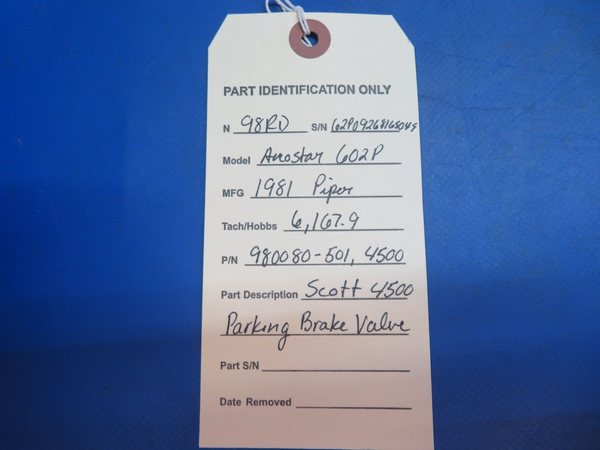 PART IDENTIFICATION ONLY
N 98RD S/N 62P09268165045
Model Aerostar 602P
MFG 1981 Piper
Tach/Hobbs 6,167.9
P/N 980080-501, 4500
Part Description Scott 4500
Parking Brake Valve
Part S/N
Date Removed